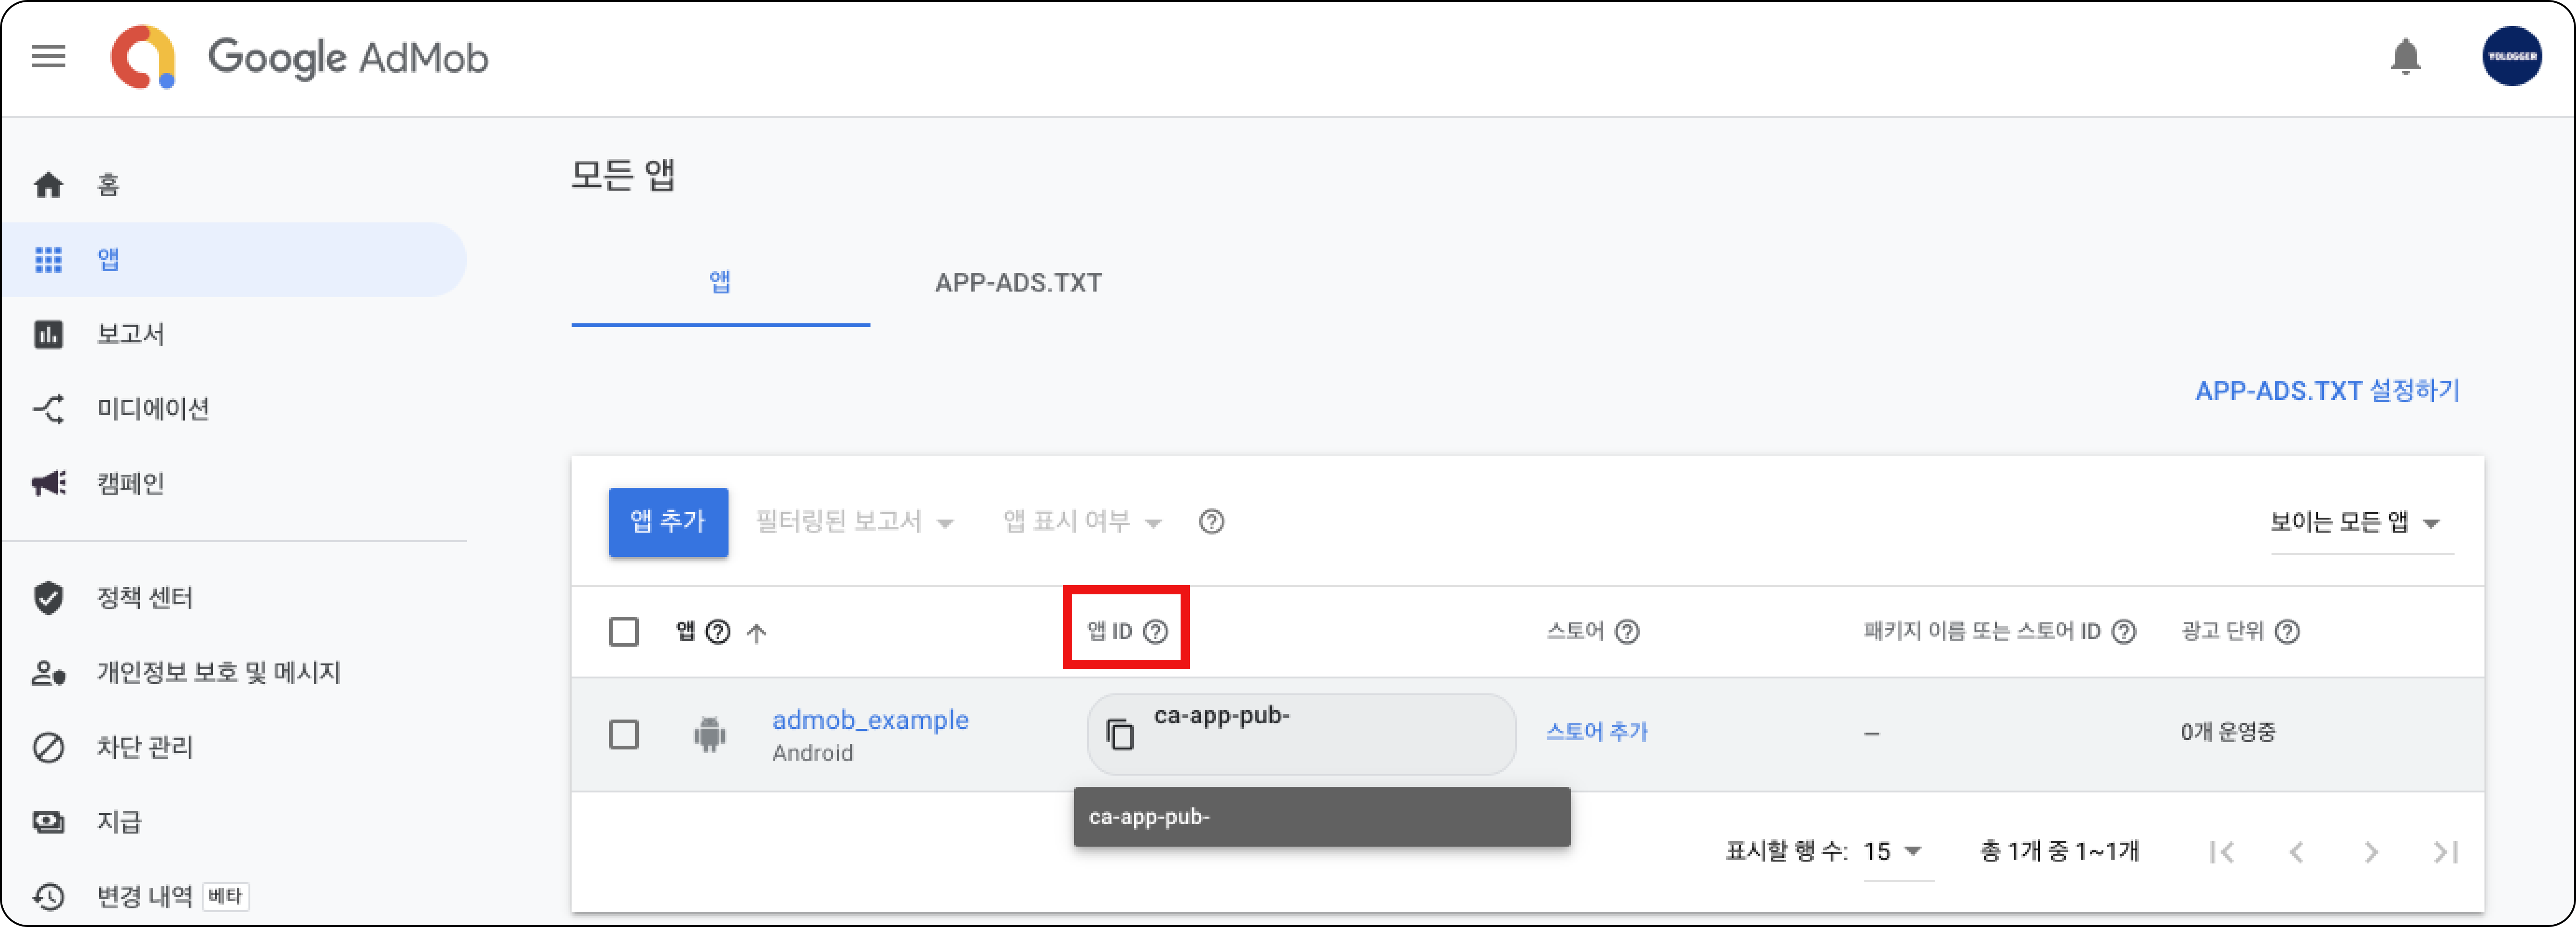 Google AdMob
YOLOGGER
홈
앱
보고서
미디에이션
캠페인
정책 센터
개인정보 보호 및 메시지
차단 관리
지급
변경 내역 베타
모든 앱
앱 APP-ADS.TXT
APP-ADS.TXT 설정하기
앱 추가 필터링된 보고서 앱 표시 여부 보이는 모든 앱
앱 앱 ID 스토어 패키지 이름 또는 스토어 ID 광고 단위
admob_example ca-app-pub- 스토어 추가 – 0개 운영중
Android
ca-app-pub-
표시할 행 수: 15 총 1개 중 1~1개